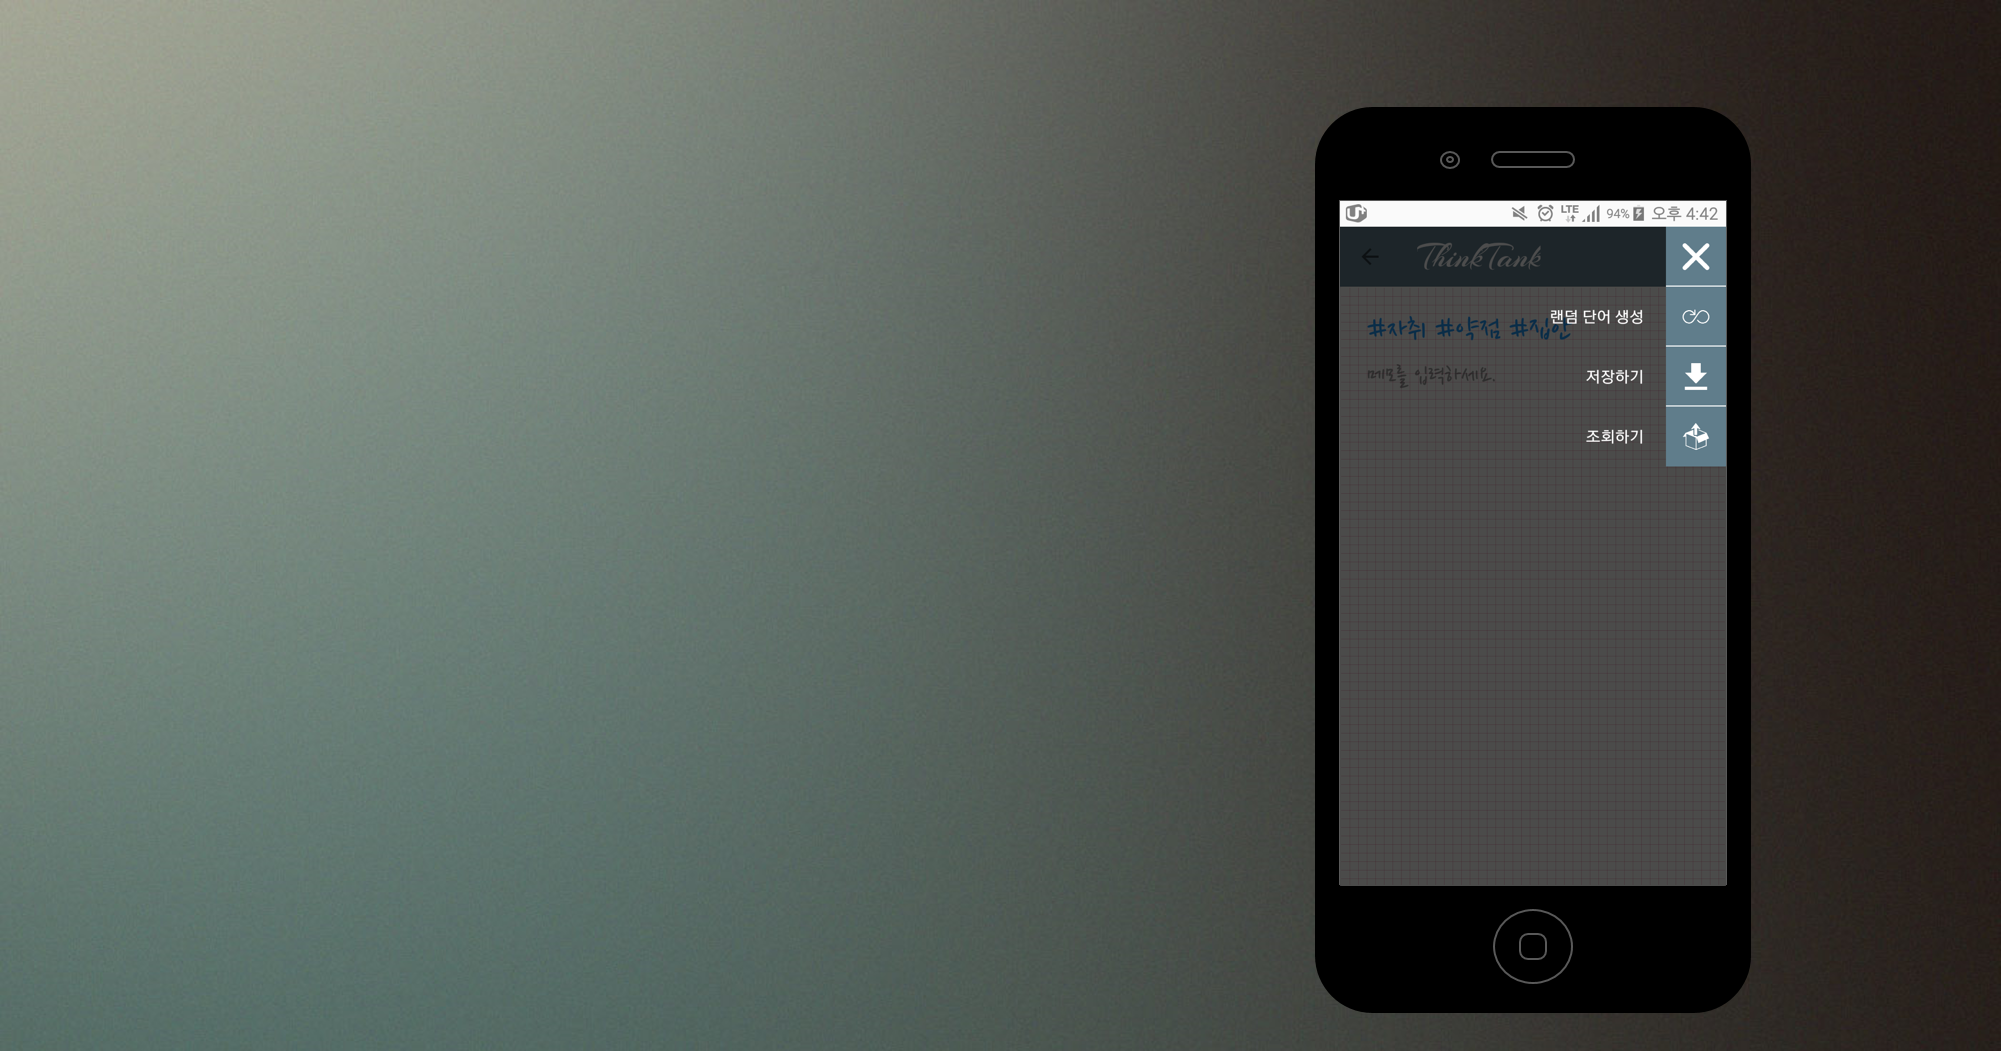 LTE 94% 오후 4:42
ThinkTank
#자취 #약점 #집안
랜덤 단어 생성
메모를 입력하세요.
저장하기
조회하기